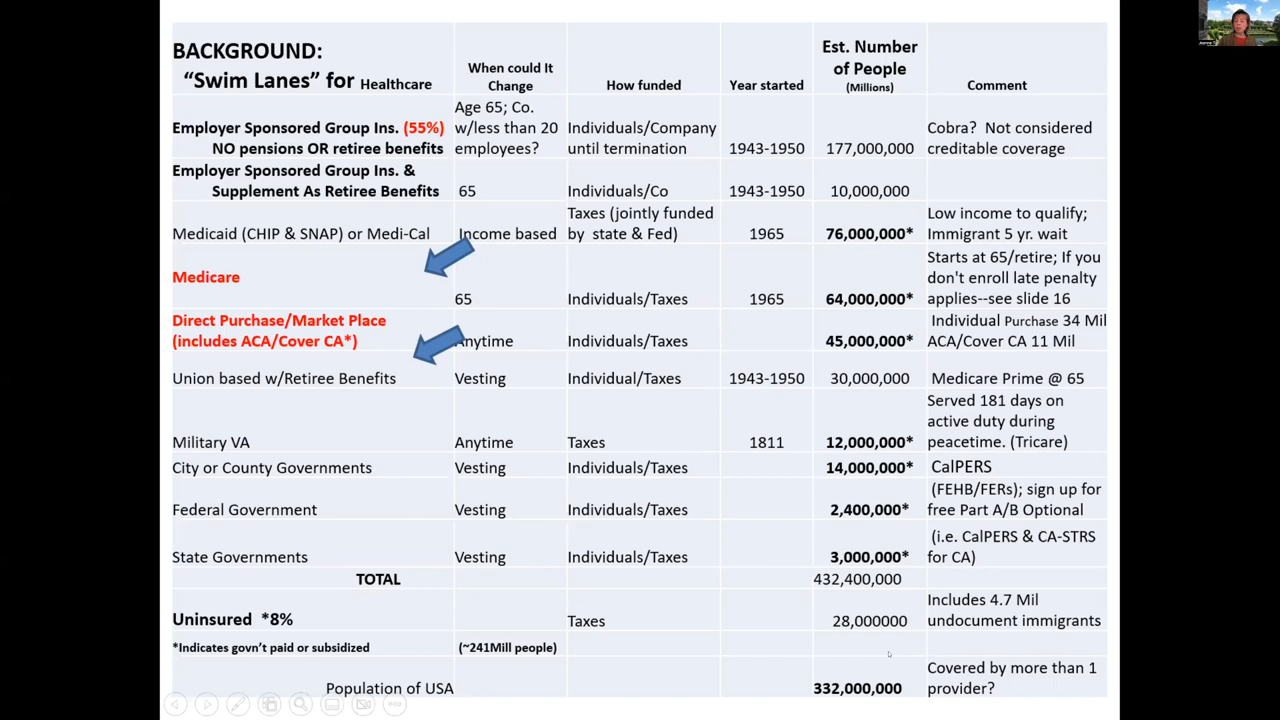 BACKGROUND:
"Swim Lanes" for Healthcare
When could It
Change
How funded
Year started
Est. Number
of People
(Millions)
Comment
Employer Sponsored Group Ins. (55%)
NO pensions OR retiree benefits
Age 65; Co.
w/less than 20
employees?
Individuals/Company
until termination
1943-1950
177,000,000
Cobra? Not considered
creditable coverage
Employer Sponsored Group Ins. &
Supplement As Retiree Benefits
65
Individuals/Co
1943-1950
10,000,000
Medicaid (CHIP & SNAP) or Medi-Cal
Income based
Taxes (jointly funded
by state & Fed)
1965
76,000,000*
Low income to qualify;
Immigrant 5 yr. wait
Medicare
65
Individuals/Taxes
1965
64,000,000*
Starts at 65/retire; If you
don't enroll late penalty
applies--see slide 16
Direct Purchase/Market Place
(includes ACA/Cover CA*)
Anytime
Individuals/Taxes
45,000,000*
Individual Purchase 34 Mil
ACA/Cover CA 11 Mil
Union based w/Retiree Benefits
Vesting
Individual/Taxes
1943-1950
30,000,000
Medicare Prime @ 65
Military VA
Anytime
Taxes
1811
12,000,000*
Served 181 days on
active duty during
peacetime. (Tricare)
City or County Governments
Vesting
Individuals/Taxes
14,000,000*
CalPERS
Federal Government
Vesting
Individuals/Taxes
2,400,000*
(FEHB/FERs); sign up for
free Part A/B Optional
State Governments
Vesting
Individuals/Taxes
3,000,000*
(i.e. CalPERS & CA-STRS
for CA)
TOTAL
432,400,000
Uninsured *8%
Taxes
28,000000
Includes 4.7 Mil
undocument immigrants
*Indicates govn't paid or subsidized
(~241Mill people)
Population of USA
332,000,000
Covered by more than 1
provider?